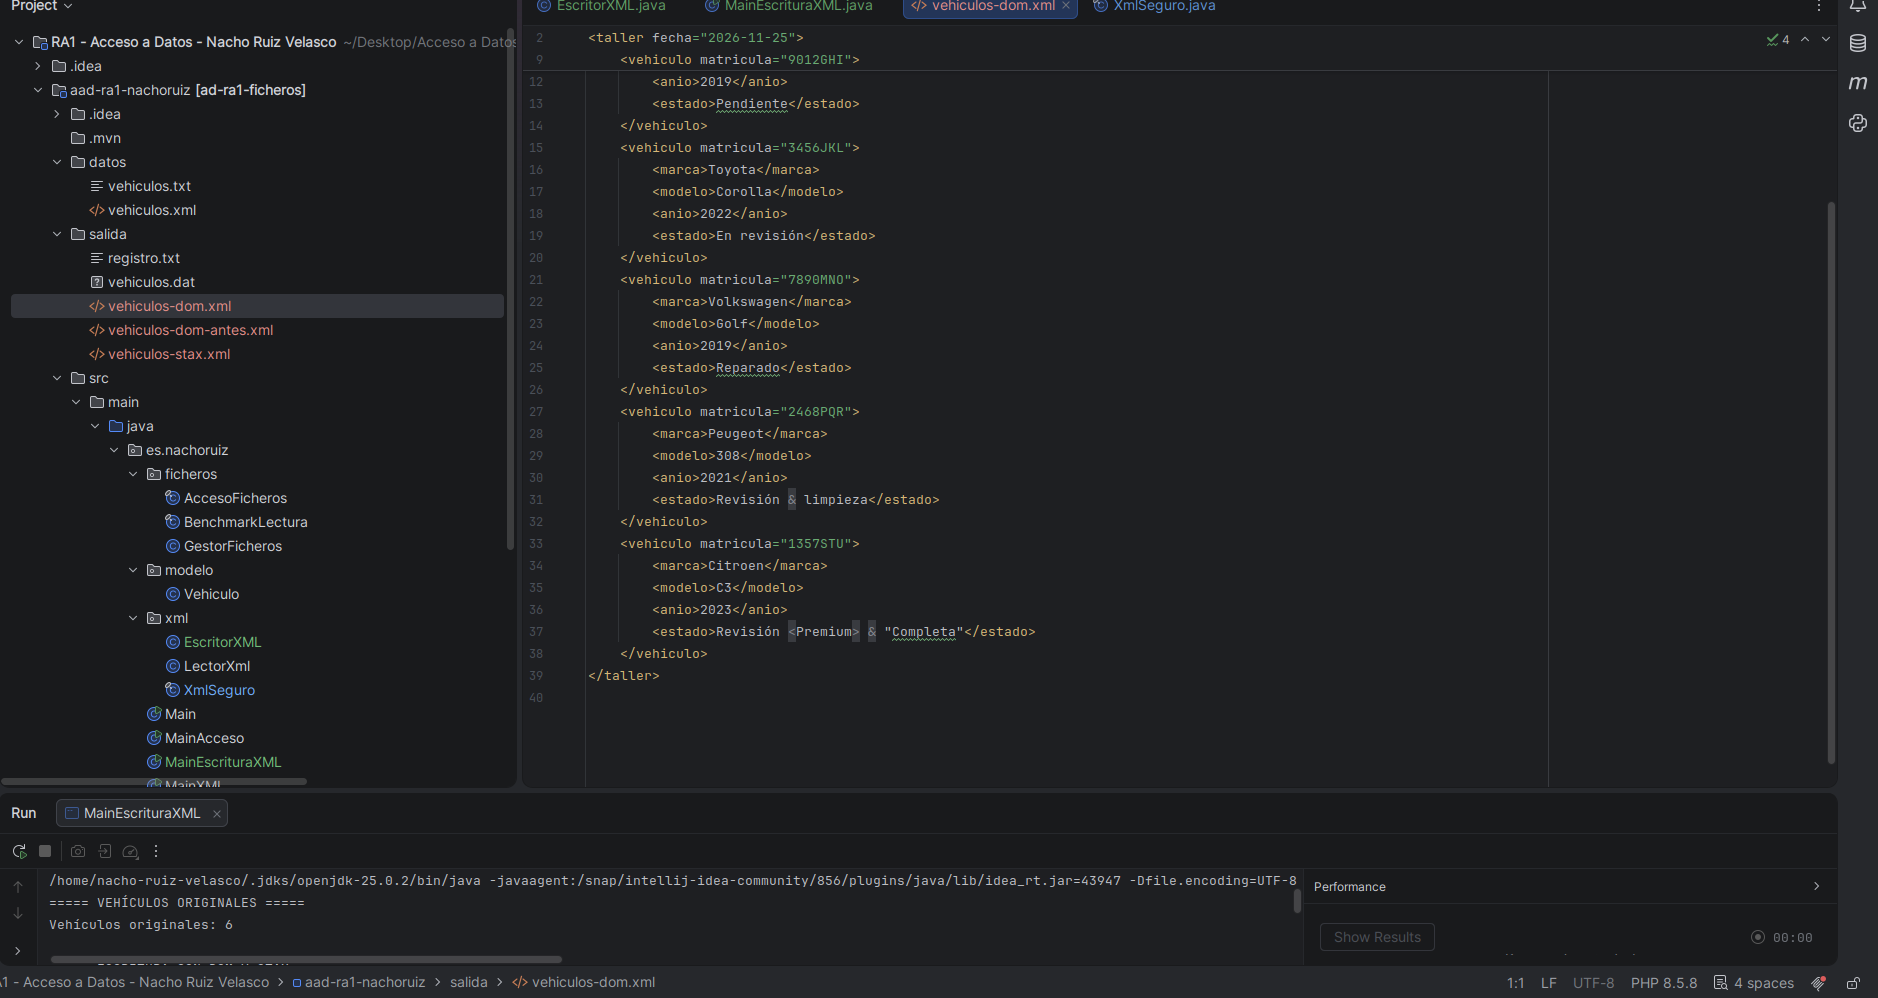 Project
RA1 - Acceso a Datos - Nacho Ruiz Velasco ~/Desktop/Acceso a Datos
.idea
aad-ra1-nachoruiz [ad-ra1-ficheros]
.idea
.mvn
datos
vehiculos.txt
vehiculos.xml
salida
registro.txt
vehiculos.dat
vehiculos-dom.xml
vehiculos-dom-antes.xml
vehiculos-stax.xml
src
main
java
es.nachoruiz
ficheros
AccesoFicheros
BenchmarkLectura
GestorFicheros
modelo
Vehiculo
xml
EscritorXML
LectorXml
XmlSeguro
Main
MainAcceso
MainEscrituraXML
MainXML
EscritorXML.java MainEscrituraXML.java vehiculos-dom.xml XmlSeguro.java
4
2 <taller fecha="2026-11-25">
9 <vehiculo matricula="9012GHI">
12 <anio>2019</anio>
13 <estado>Pendiente</estado>
14 </vehiculo>
15 <vehiculo matricula="3456JKL">
16 <marca>Toyota</marca>
17 <modelo>Corolla</modelo>
18 <anio>2022</anio>
19 <estado>En revisión</estado>
20 </vehiculo>
21 <vehiculo matricula="7890MNO">
22 <marca>Volkswagen</marca>
23 <modelo>Golf</modelo>
24 <anio>2019</anio>
25 <estado>Reparado</estado>
26 </vehiculo>
27 <vehiculo matricula="2468PQR">
28 <marca>Peugeot</marca>
29 <modelo>308</modelo>
30 <anio>2021</anio>
31 <estado>Revisión & limpieza</estado>
32 </vehiculo>
33 <vehiculo matricula="1357STU">
34 <marca>Citroen</marca>
35 <modelo>C3</modelo>
36 <anio>2023</anio>
37 <estado>Revisión <Premium> & "Completa"</estado>
38 </vehiculo>
39 </taller>
40
Run MainEscrituraXML
/home/nacho-ruiz-velasco/.jdks/openjdk-25.0.2/bin/java -javaagent:/snap/intellij-idea-community/856/plugins/java/lib/idea_rt.jar=43947 -Dfile.encoding=UTF-8
===== VEHÍCULOS ORIGINALES =====
Vehículos originales: 6
Performance
Show Results
00:00
A1 - Acceso a Datos - Nacho Ruiz Velasco > aad-ra1-nachoruiz > salida > vehiculos-dom.xml
1:1 LF UTF-8 PHP 8.5.8 4 spaces